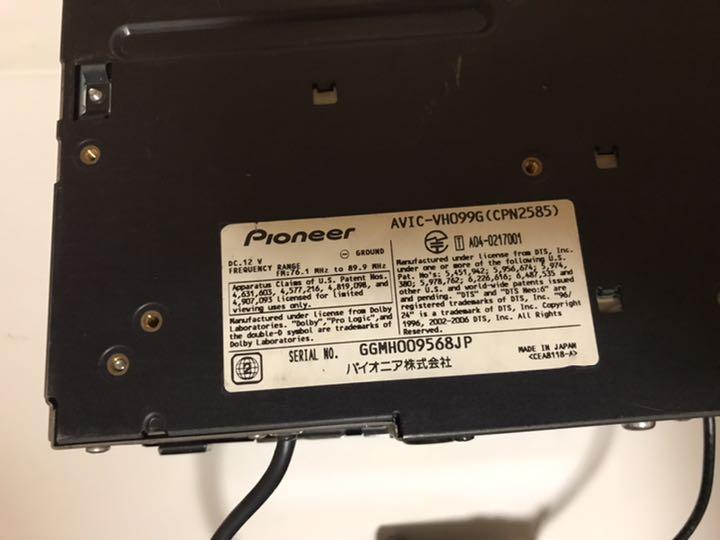 Pioneer
AVIC-VH099G(CPN2585)
DC.12 V
⊖ GROUND
FREQUENCY RANGE
FM:76.1 MHz to 89.9 MHz
T A04-0217001
Apparatus Claims of U.S. Patent Nos.
4,631,603, 4,577,216, 4,819,098, and
4,907,093 licensed for limited
viewing uses only.
Manufactured under license from Dolby
Laboratories. "Dolby","Pro Logic",and
the double-D symbol are trademarks of
Dolby Laboratories.
Manufactured under license from DTS, Inc.
under one or more of the following U.S.
Pat. No's: 5,451,942; 5,956,674; 5,974,
380; 5,978,762; 6,226,616; 6,487,535 and
other U.S. and world-wide patents issued
and pending. "DTS" and "DTS Neo:6" are
registered trademarks of DTS, Inc. "96/
24" is a trademark of DTS, Inc. Copyright
1996, 2002-2006 DTS, Inc. All Rights
Reserved.
SERIAL NO. GGMH009568JP
2
パイオニア株式会社
MADE IN JAPAN
<CEA8118-A>